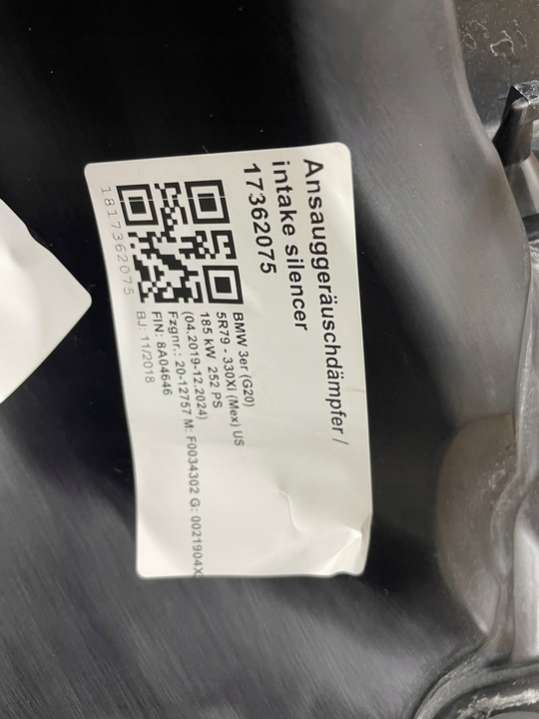 Ansauggeräuschdämpfer /
intake silencer
17362075
BMW 3er (G20)
5R79 - 330Xi (Mex) US
185 kW 252 PS
(04.2019-12.2024)
Fzgnr.: 20-12757 M: F0034302 G: 0021904X
FIN: 8A04646
BJ: 11/2018
1817362075